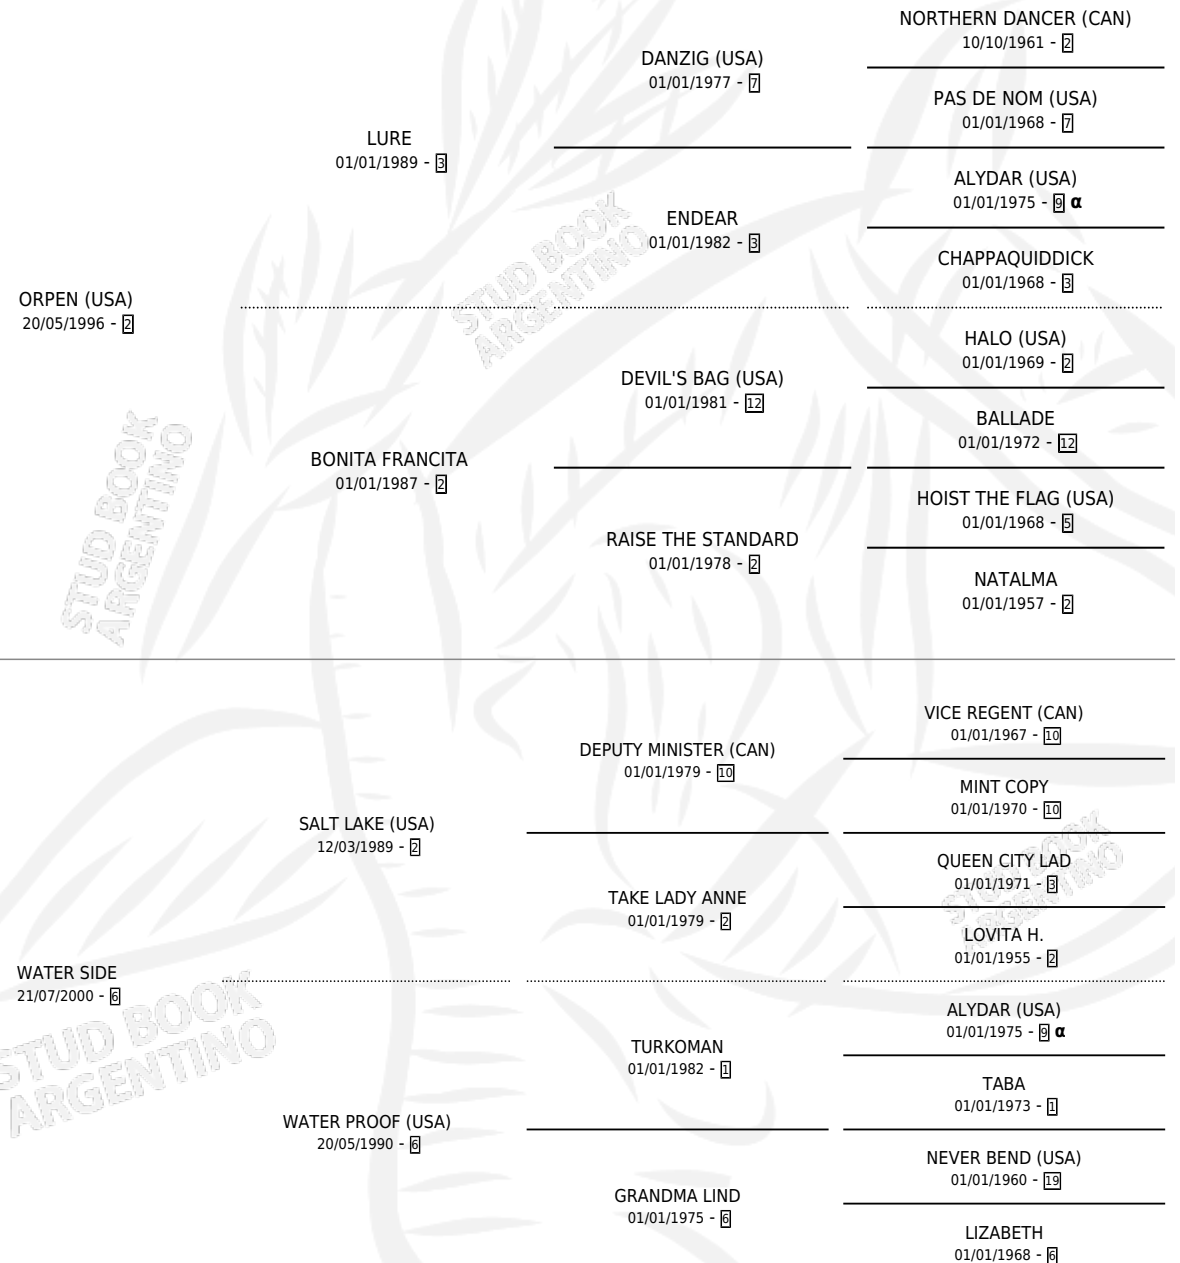 NORTHERN DANCER (CAN)
10/10/1961 - 2
DANZIG (USA)
01/01/1977 - 7
PAS DE NOM (USA)
01/01/1968 - 7
LURE
01/01/1989 - 3
ALYDAR (USA)
01/01/1975 - 9 α
ENDEAR
01/01/1982 - 3
CHAPPAQUIDDICK
01/01/1968 - 3
ORPEN (USA)
20/05/1996 - 2
HALO (USA)
01/01/1969 - 2
DEVIL'S BAG (USA)
01/01/1981 - 12
BALLADE
01/01/1972 - 12
BONITA FRANCITA
01/01/1987 - 2
HOIST THE FLAG (USA)
01/01/1968 - 5
RAISE THE STANDARD
01/01/1978 - 2
NATALMA
01/01/1957 - 2
VICE REGENT (CAN)
01/01/1967 - 10
DEPUTY MINISTER (CAN)
01/01/1979 - 10
MINT COPY
01/01/1970 - 10
SALT LAKE (USA)
12/03/1989 - 2
QUEEN CITY LAD
01/01/1971 - 3
TAKE LADY ANNE
01/01/1979 - 2
LOVITA H.
01/01/1955 - 2
WATER SIDE
21/07/2000 - 6
ALYDAR (USA)
01/01/1975 - 9 α
TURKOMAN
01/01/1982 - 1
TABA
01/01/1973 - 1
WATER PROOF (USA)
20/05/1990 - 6
NEVER BEND (USA)
01/01/1960 - 19
GRANDMA LIND
01/01/1975 - 6
LIZABETH
01/01/1968 - 6
STUD BOOK
ARGENTINO
STUD BOOK
ARGENTINO
STUD BOOK
ARGENTINO
STUD BOOK
ARGENTINO